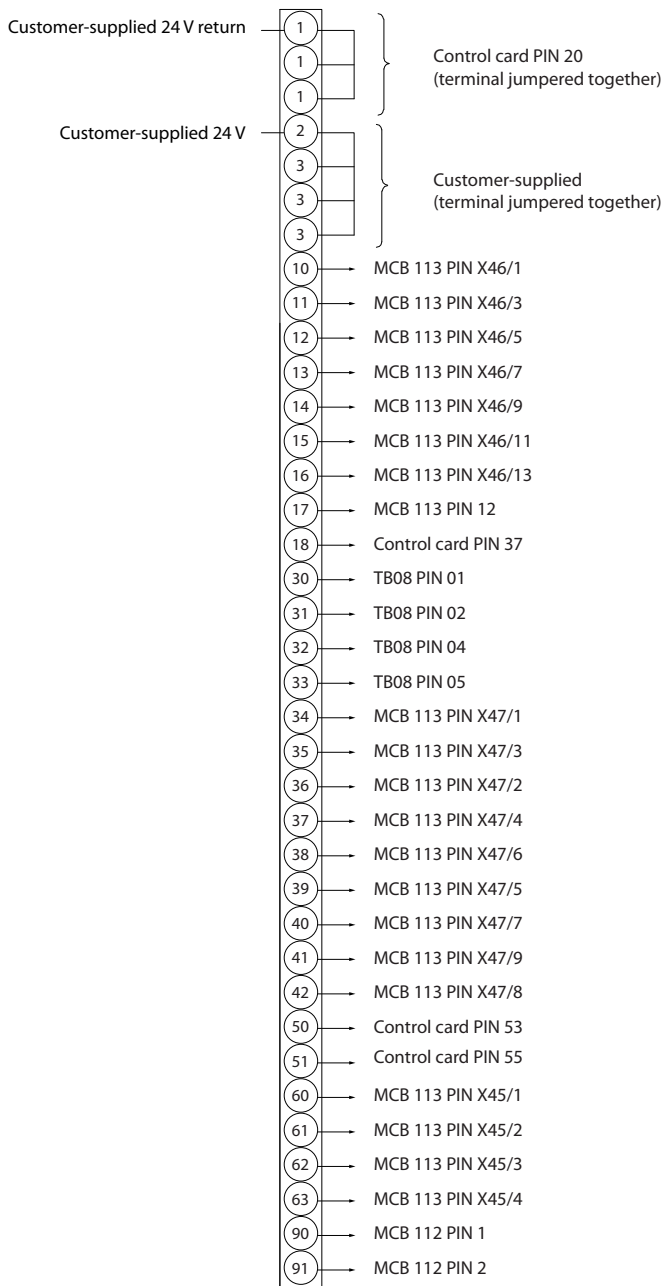 Customer-supplied 24 V return
1
1
1
Control card PIN 20
(terminal jumpered together)
Customer-supplied 24 V
2
3
3
3
Customer-supplied
(terminal jumpered together)
10 MCB 113 PIN X46/1
11 MCB 113 PIN X46/3
12 MCB 113 PIN X46/5
13 MCB 113 PIN X46/7
14 MCB 113 PIN X46/9
15 MCB 113 PIN X46/11
16 MCB 113 PIN X46/13
17 MCB 113 PIN 12
18 Control card PIN 37
30 TB08 PIN 01
31 TB08 PIN 02
32 TB08 PIN 04
33 TB08 PIN 05
34 MCB 113 PIN X47/1
35 MCB 113 PIN X47/3
36 MCB 113 PIN X47/2
37 MCB 113 PIN X47/4
38 MCB 113 PIN X47/6
39 MCB 113 PIN X47/5
40 MCB 113 PIN X47/7
41 MCB 113 PIN X47/9
42 MCB 113 PIN X47/8
50 Control card PIN 53
51 Control card PIN 55
60 MCB 113 PIN X45/1
61 MCB 113 PIN X45/2
62 MCB 113 PIN X45/3
63 MCB 113 PIN X45/4
90 MCB 112 PIN 1
91 MCB 112 PIN 2